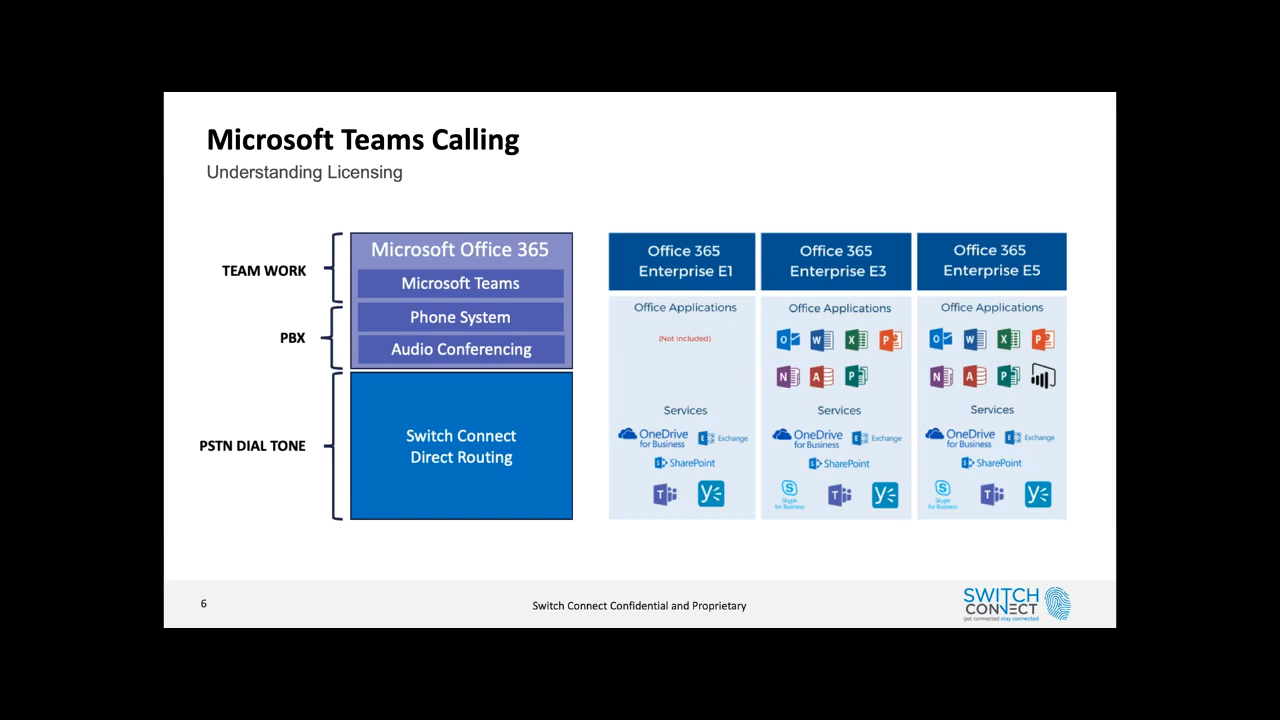 Microsoft Teams Calling
Understanding Licensing
TEAM WORK
PBX
PSTN DIAL TONE
Microsoft Office 365
Microsoft Teams
Phone System
Audio Conferencing
Switch Connect
Direct Routing
Office 365
Enterprise E1
Office Applications
(Not Included)
Services
OneDrive
for Business
E Exchange
S SharePoint
T
Office 365
Enterprise E3
Office Applications
O W X P
N A P
Services
OneDrive
for Business
E Exchange
S SharePoint
S
Skype
for Business
T
Office 365
Enterprise E5
Office Applications
O W X P
N A P
Services
OneDrive
for Business
E Exchange
S SharePoint
S
Skype
for Business
T
6
Switch Connect Confidential and Proprietary
SWITCH
CONNECT
get connected stay connected